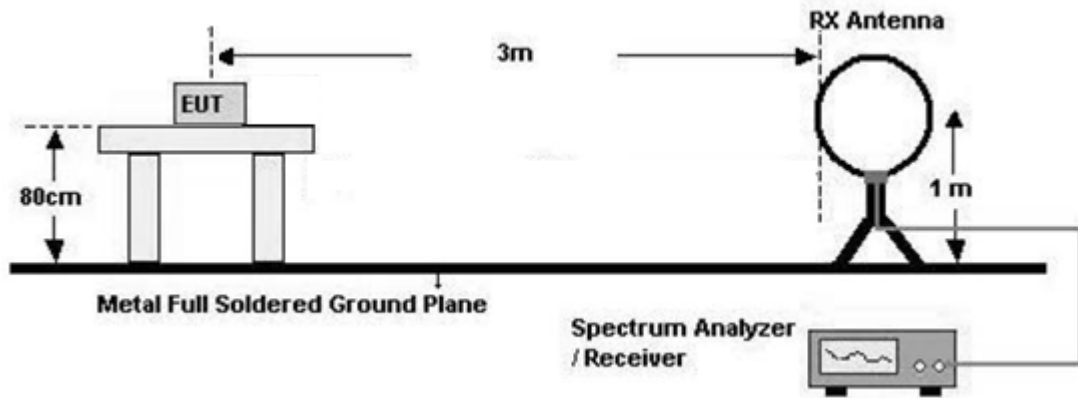 RX Antenna
3m
EUT
80cm
1 m
Metal Full Soldered Ground Plane
Spectrum Analyzer
/ Receiver